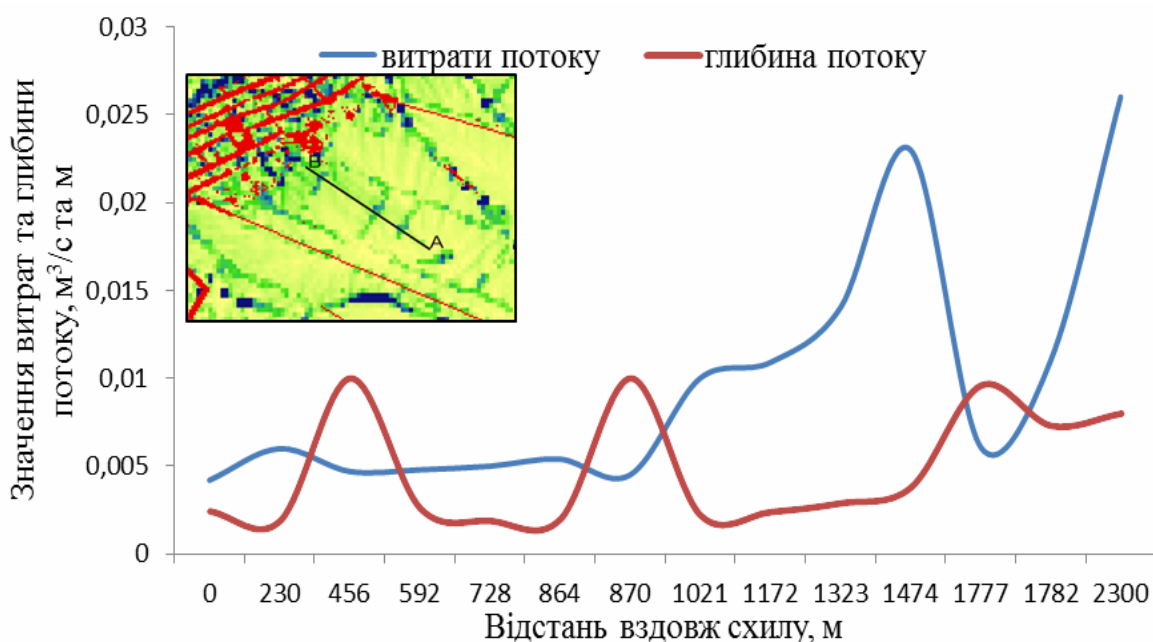 0,03
0,025
0,02
0,015
0,01
0,005
0
витрати потоку глибина потоку
B
A
Значення витрат та глибини
потоку, м³/с та м
0 230 456 592 728 864 870 1021 1172 1323 1474 1777 1782 2300
Відстань вздовж схилу, м